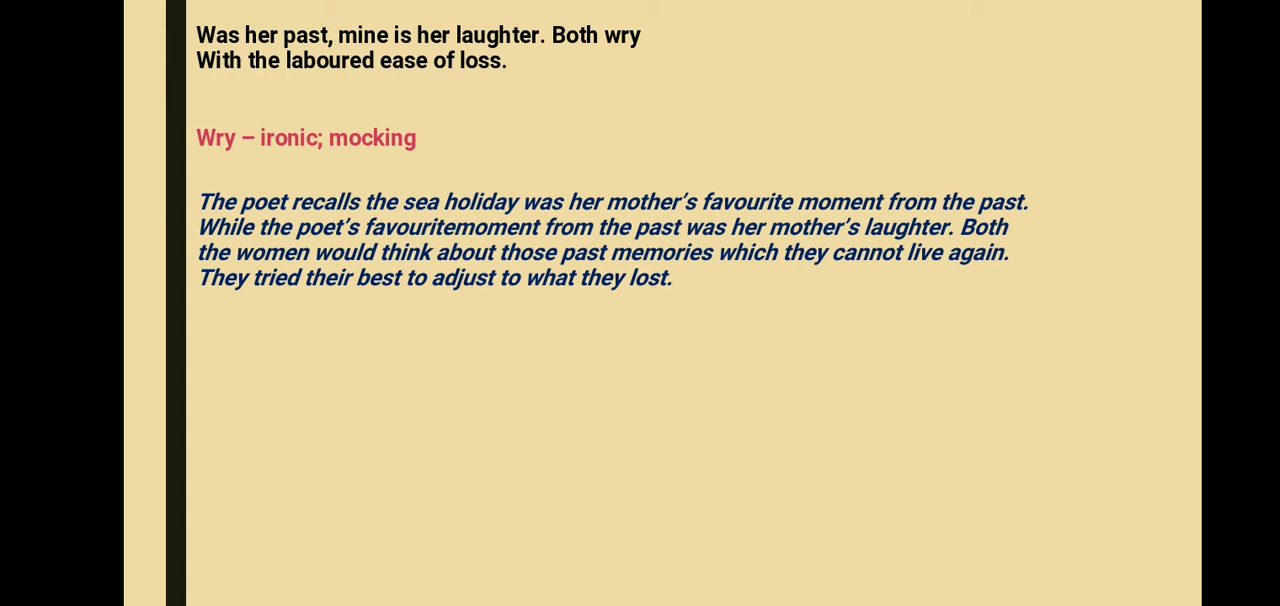 Was her past, mine is her laughter. Both wry
With the laboured ease of loss.
Wry – ironic; mocking
The poet recalls the sea holiday was her mother’s favourite moment from the past.
While the poet’s favouritemoment from the past was her mother’s laughter. Both
the women would think about those past memories which they cannot live again.
They tried their best to adjust to what they lost.